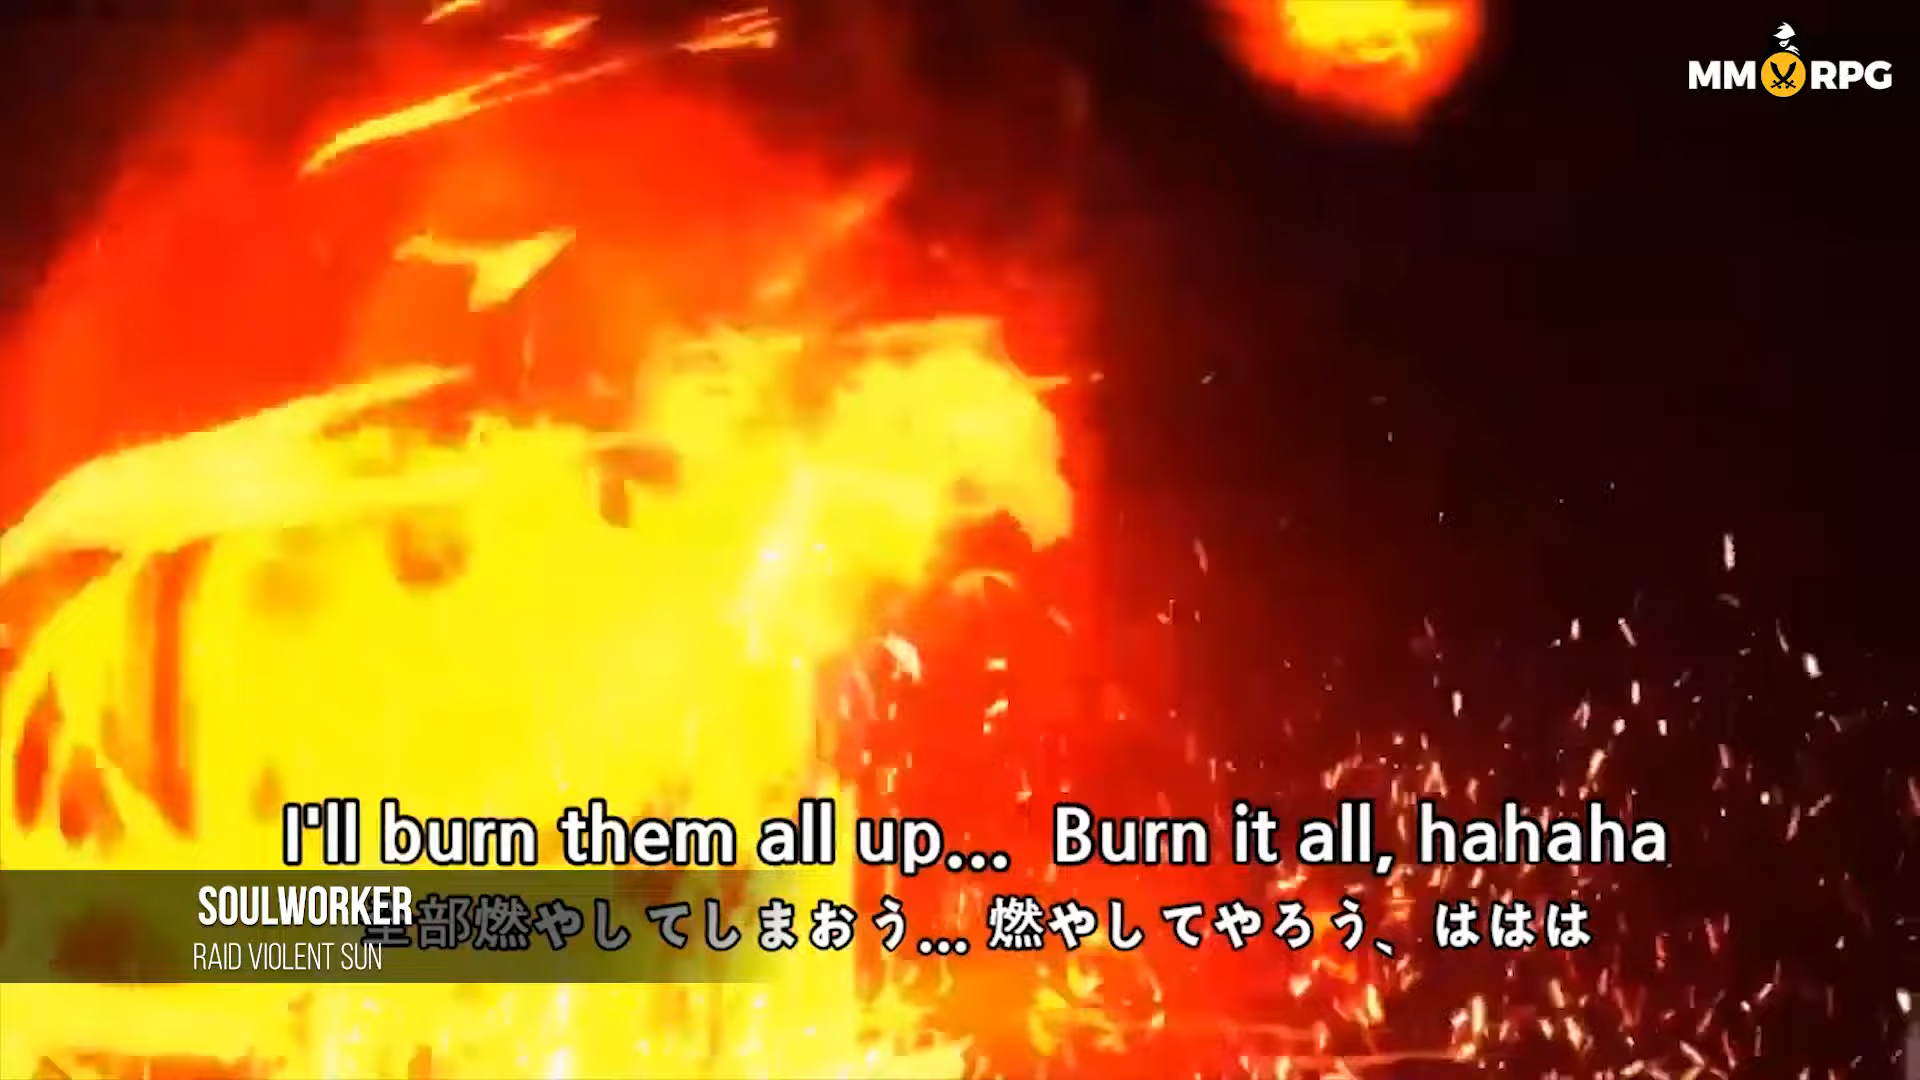 MMORPG
I'll burn them all up... Burn it all, hahaha
全部燃やしてしまおう... 燃やしてやろう、ははは
SOULWORKER
RAID VIOLENT SUN